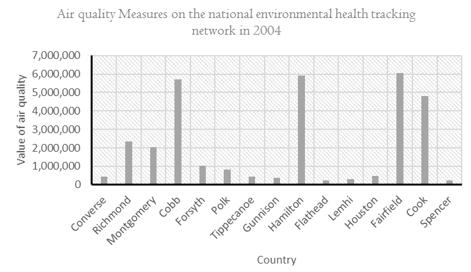 Air quality Measures on the national environmental health tracking
network in 2004
Value of air quality
7,000,000
6,000,000
5,000,000
4,000,000
3,000,000
2,000,000
1,000,000
0
Converse
Richmond
Montgomery
Cobb
Forsyth
Polk
Tippecanoe
Gunnison
Hamilton
Flathead
Lemhi
Houston
Fairfield
Cook
Spencer
Country